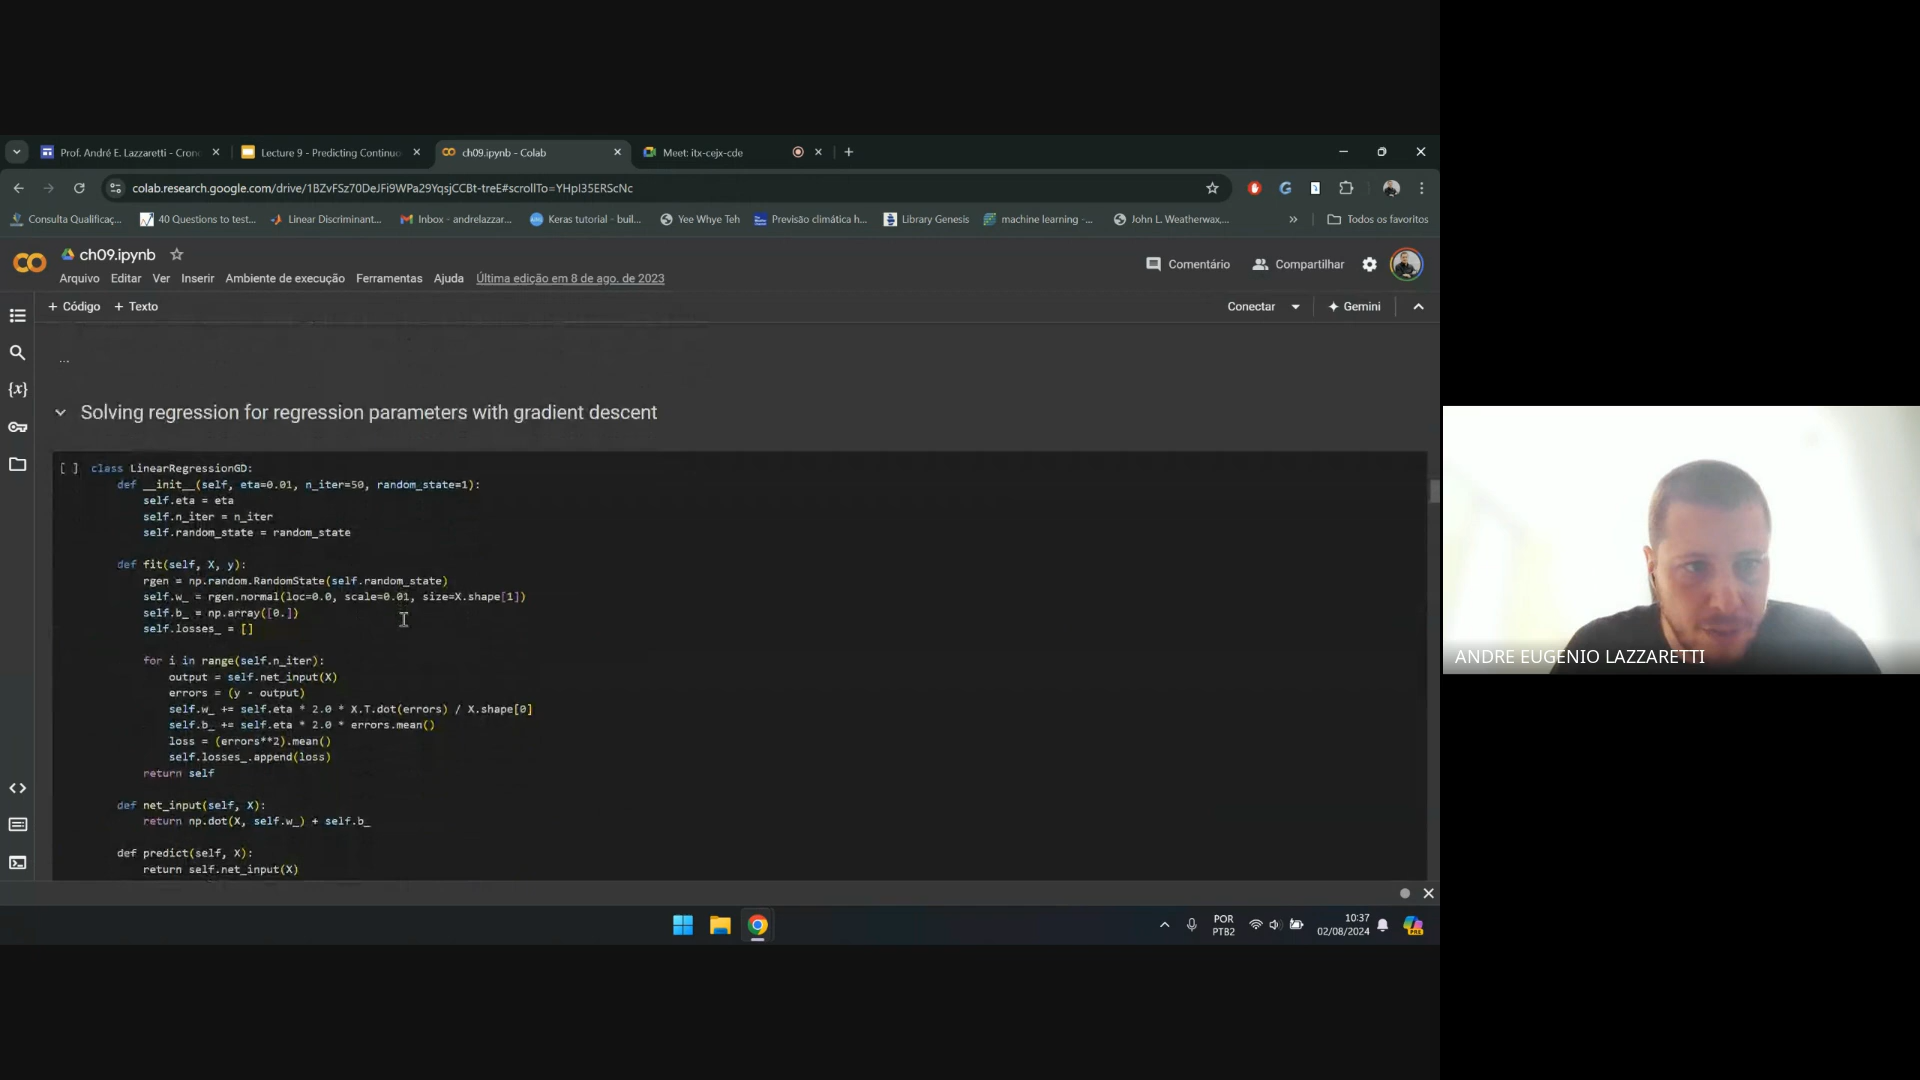 Prof. André E. Lazzaretti - Cron
Lecture 9 - Predicting Continuo
ch09.ipynb - Colab
Meet: itx-cejx-cde
colab.research.google.com/drive/1BZvFSz70DeJFi9WPa29YqsjCCBt-treE#scrollTo=YHpI35ERScNc
Consulta Qualificaç...
40 Questions to test...
Linear Discriminant...
Inbox - andrelazzar...
Keras tutorial - buil...
Yee Whye Teh
Previsão climática h...
Library Genesis
machine learning -...
John L. Weatherwax,...
»
Todos os favoritos
CO
ch09.ipynb
Comentário
Compartilhar
Arquivo Editar Ver Inserir Ambiente de execução Ferramentas Ajuda Última edição em 8 de ago. de 2023
+ Código + Texto
Conectar
Gemini
...
Solving regression for regression parameters with gradient descent
[ ] class LinearRegressionGD:
def __init__(self, eta=0.01, n_iter=50, random_state=1):
self.eta = eta
self.n_iter = n_iter
self.random_state = random_state
def fit(self, X, y):
rgen = np.random.RandomState(self.random_state)
self.w_ = rgen.normal(loc=0.0, scale=0.01, size=X.shape[1])
self.b_ = np.array([0.])
self.losses_ = []
for i in range(self.n_iter):
output = self.net_input(X)
errors = (y - output)
self.w_ += self.eta * 2.0 * X.T.dot(errors) / X.shape[0]
self.b_ += self.eta * 2.0 * errors.mean()
loss = (errors**2).mean()
self.losses_.append(loss)
return self
def net_input(self, X):
return np.dot(X, self.w_) + self.b_
def predict(self, X):
return self.net_input(X)
{x}
<>
POR
PTB2
10:37
02/08/2024
PRE
ANDRE EUGENIO LAZZARETTI